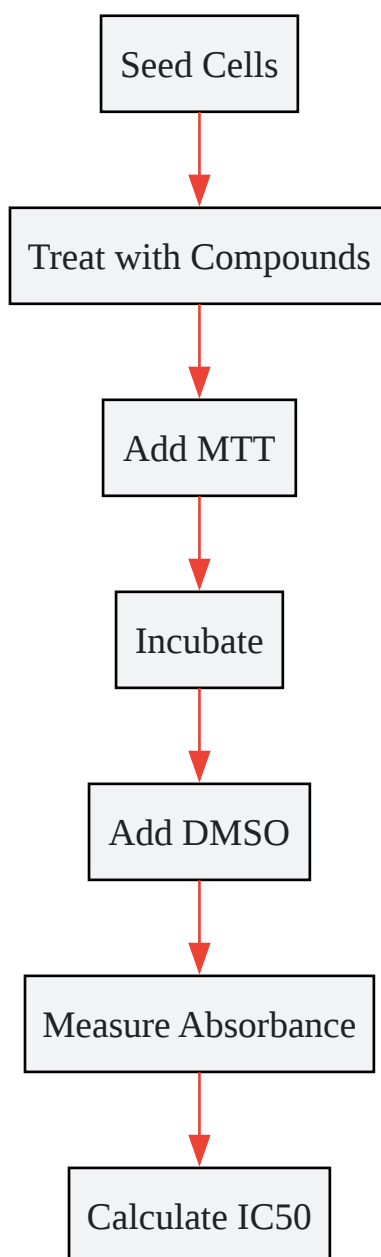 Seed Cells
Treat with Compounds
Add MTT
Incubate
Add DMSO
Measure Absorbance
Calculate IC50